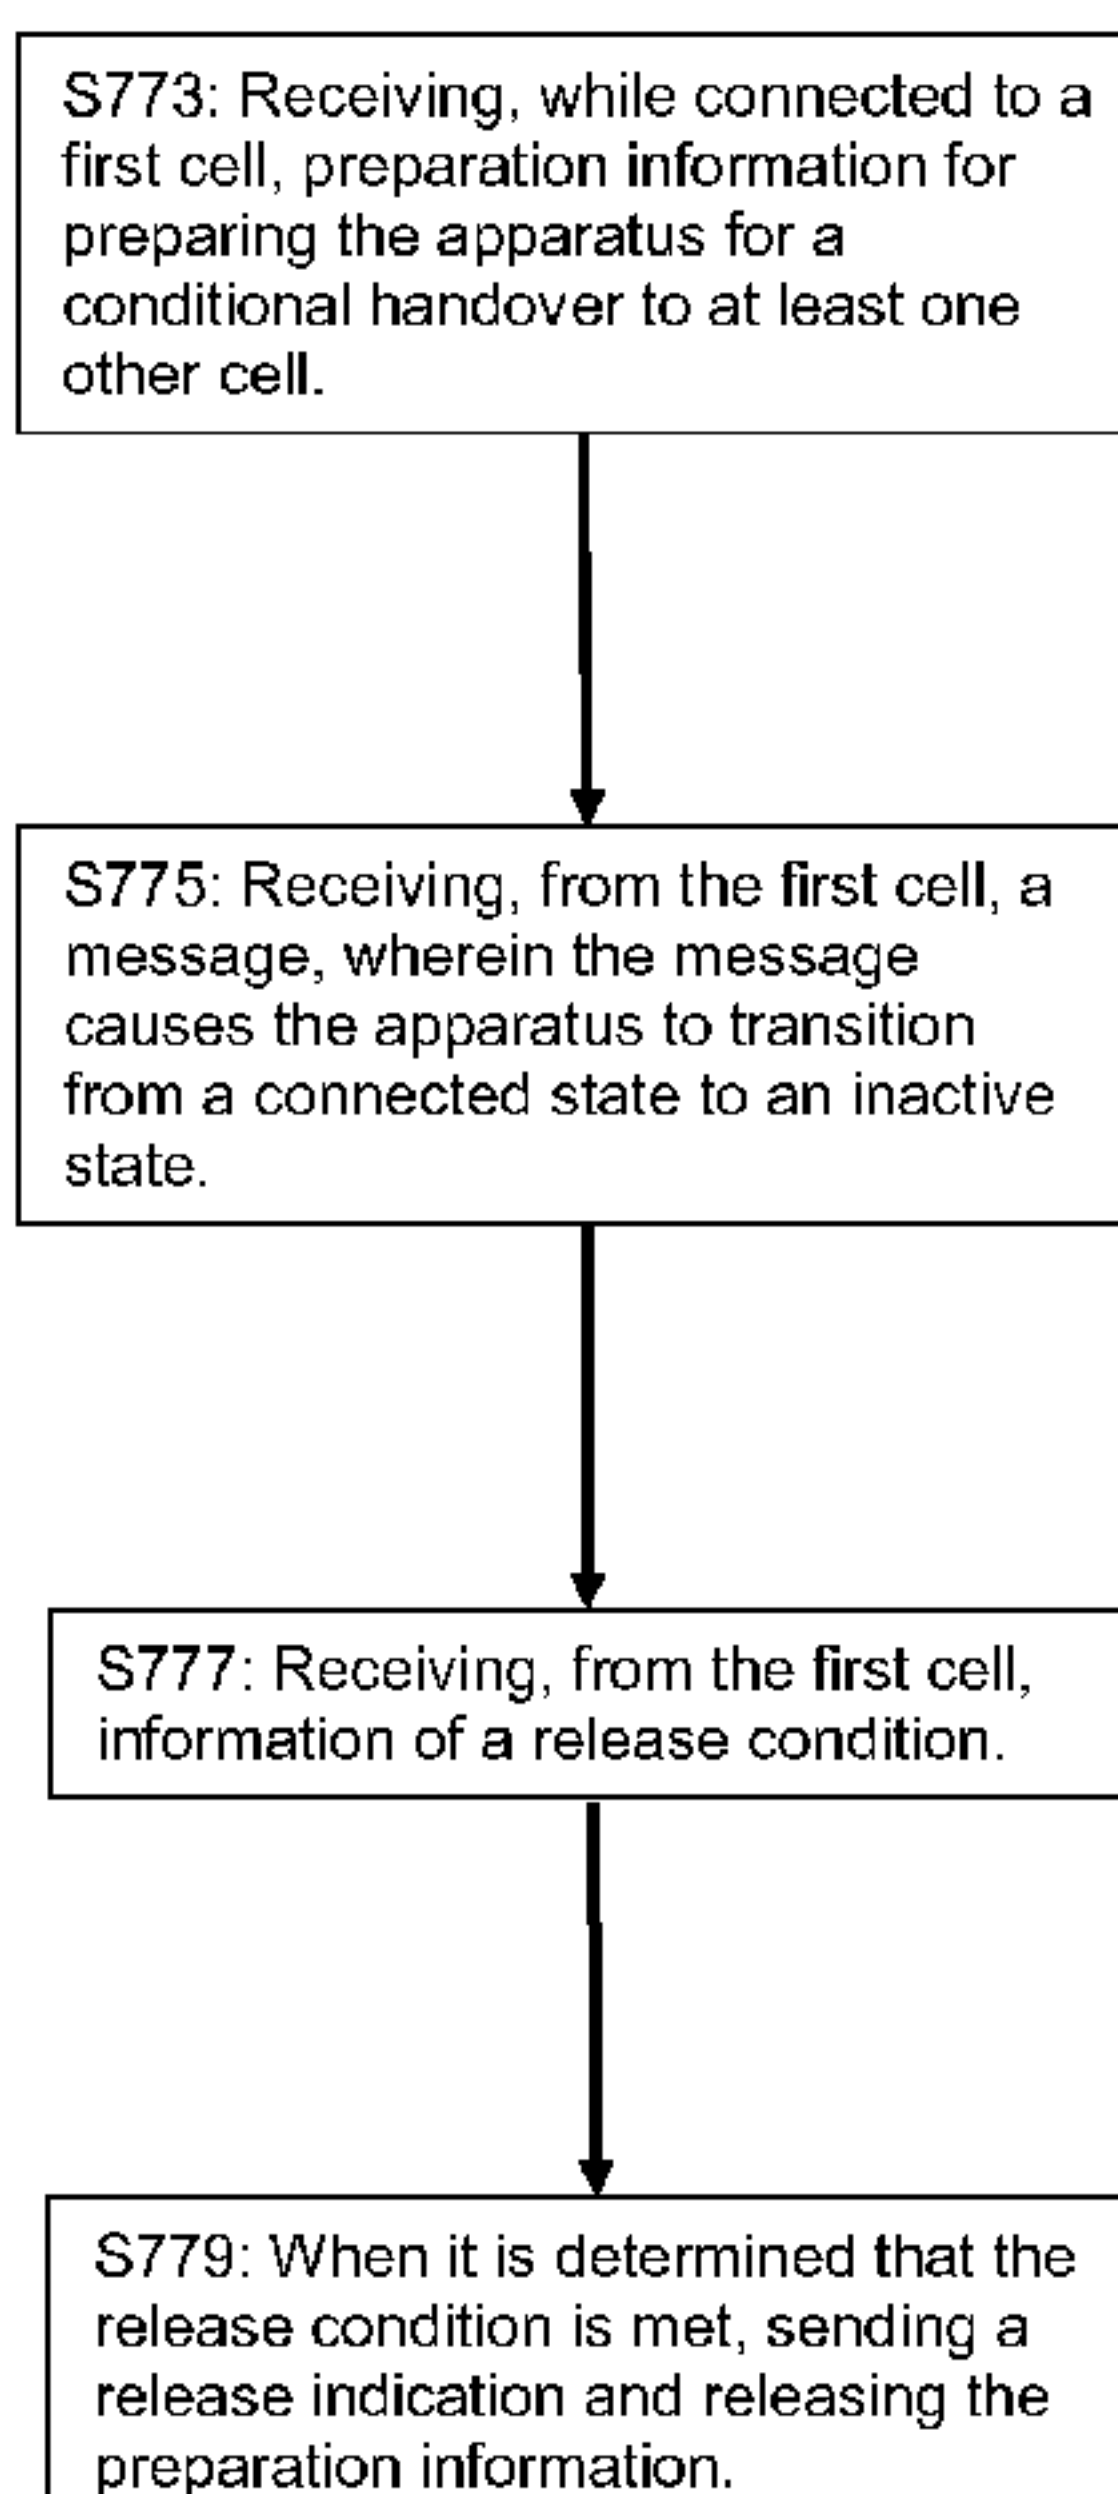 S773: Receiving, while connected to a
first cell, preparation information for
preparing the apparatus for a
conditional handover to at least one
other cell.
S775: Receiving, from the first cell, a
message, wherein the message
causes the apparatus to transition
from a connected state to an inactive
state.
S777: Receiving, from the first cell,
information of a release condition.
S779: When it is determined that the
release condition is met, sending a
release indication and releasing the
preparation information.